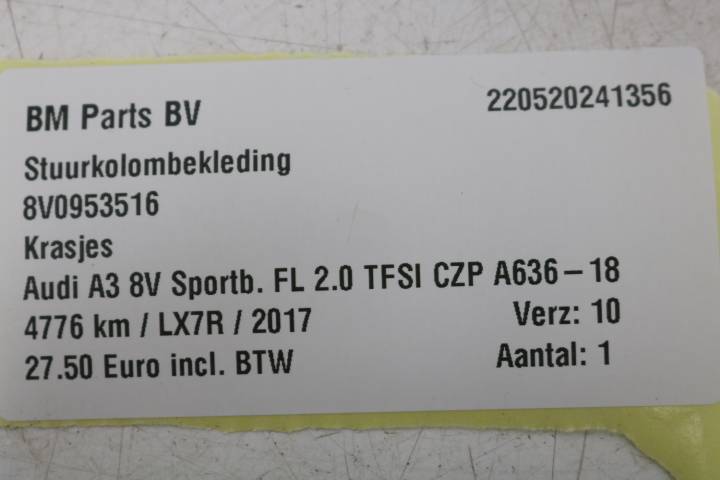 BM Parts BV 220520241356
Stuurkolombekleding
8V0953516
Krasjes
Audi A3 8V Sportb. FL 2.0 TFSI CZP A636-18
4776 km / LX7R / 2017 Verz: 10
27.50 Euro incl. BTW Aantal: 1